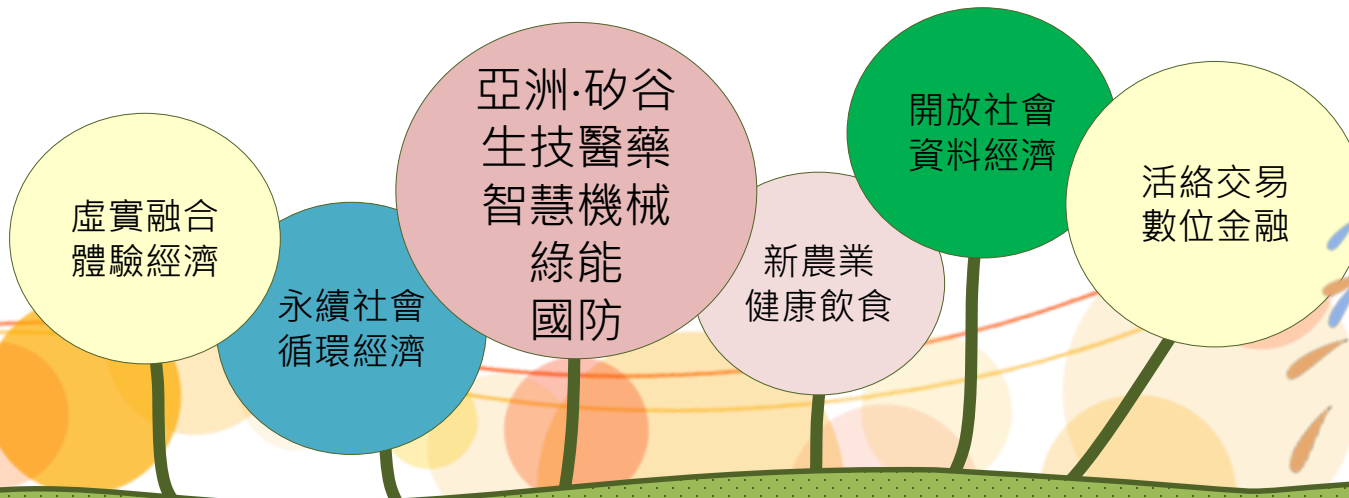 虛實融合
體驗經濟
永續社會
循環經濟
亞洲·矽谷
生技醫藥
智慧機械
綠能
國防
新農業
健康飲食
開放社會
資料經濟
活絡交易
數位金融